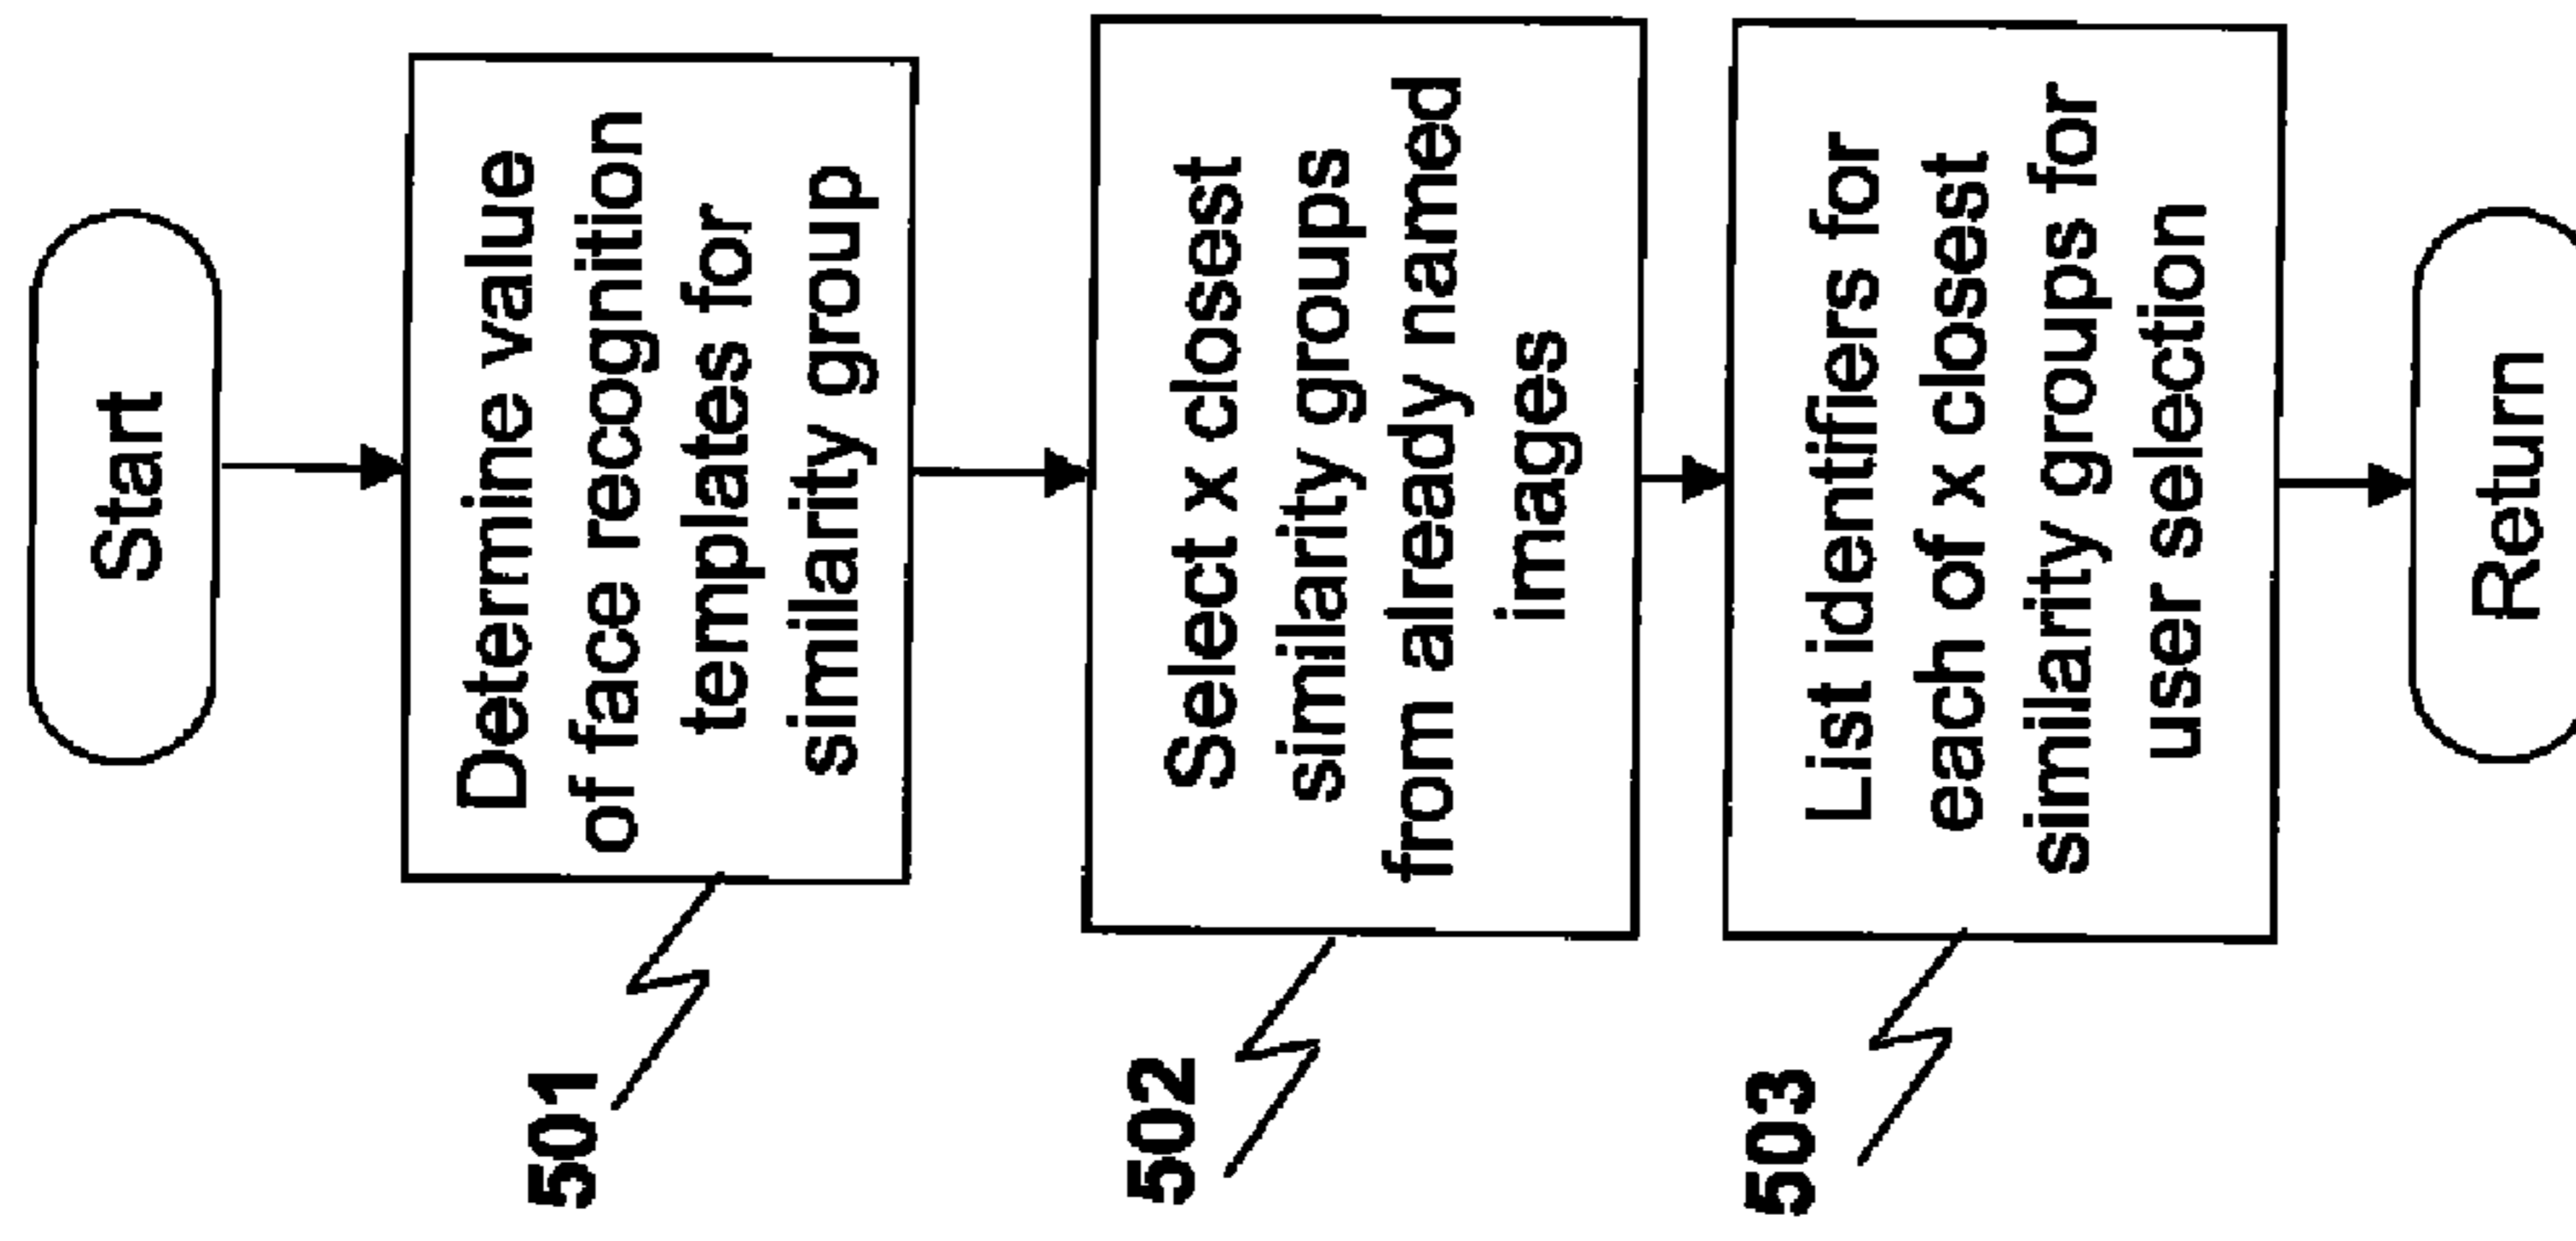 Start
501
Determine value
of face recognition
templates for
similarity group
502
Select x closest
similarity groups
from already named
images
503
List identifiers for
each of x closest
similarity groups for
user selection
Return